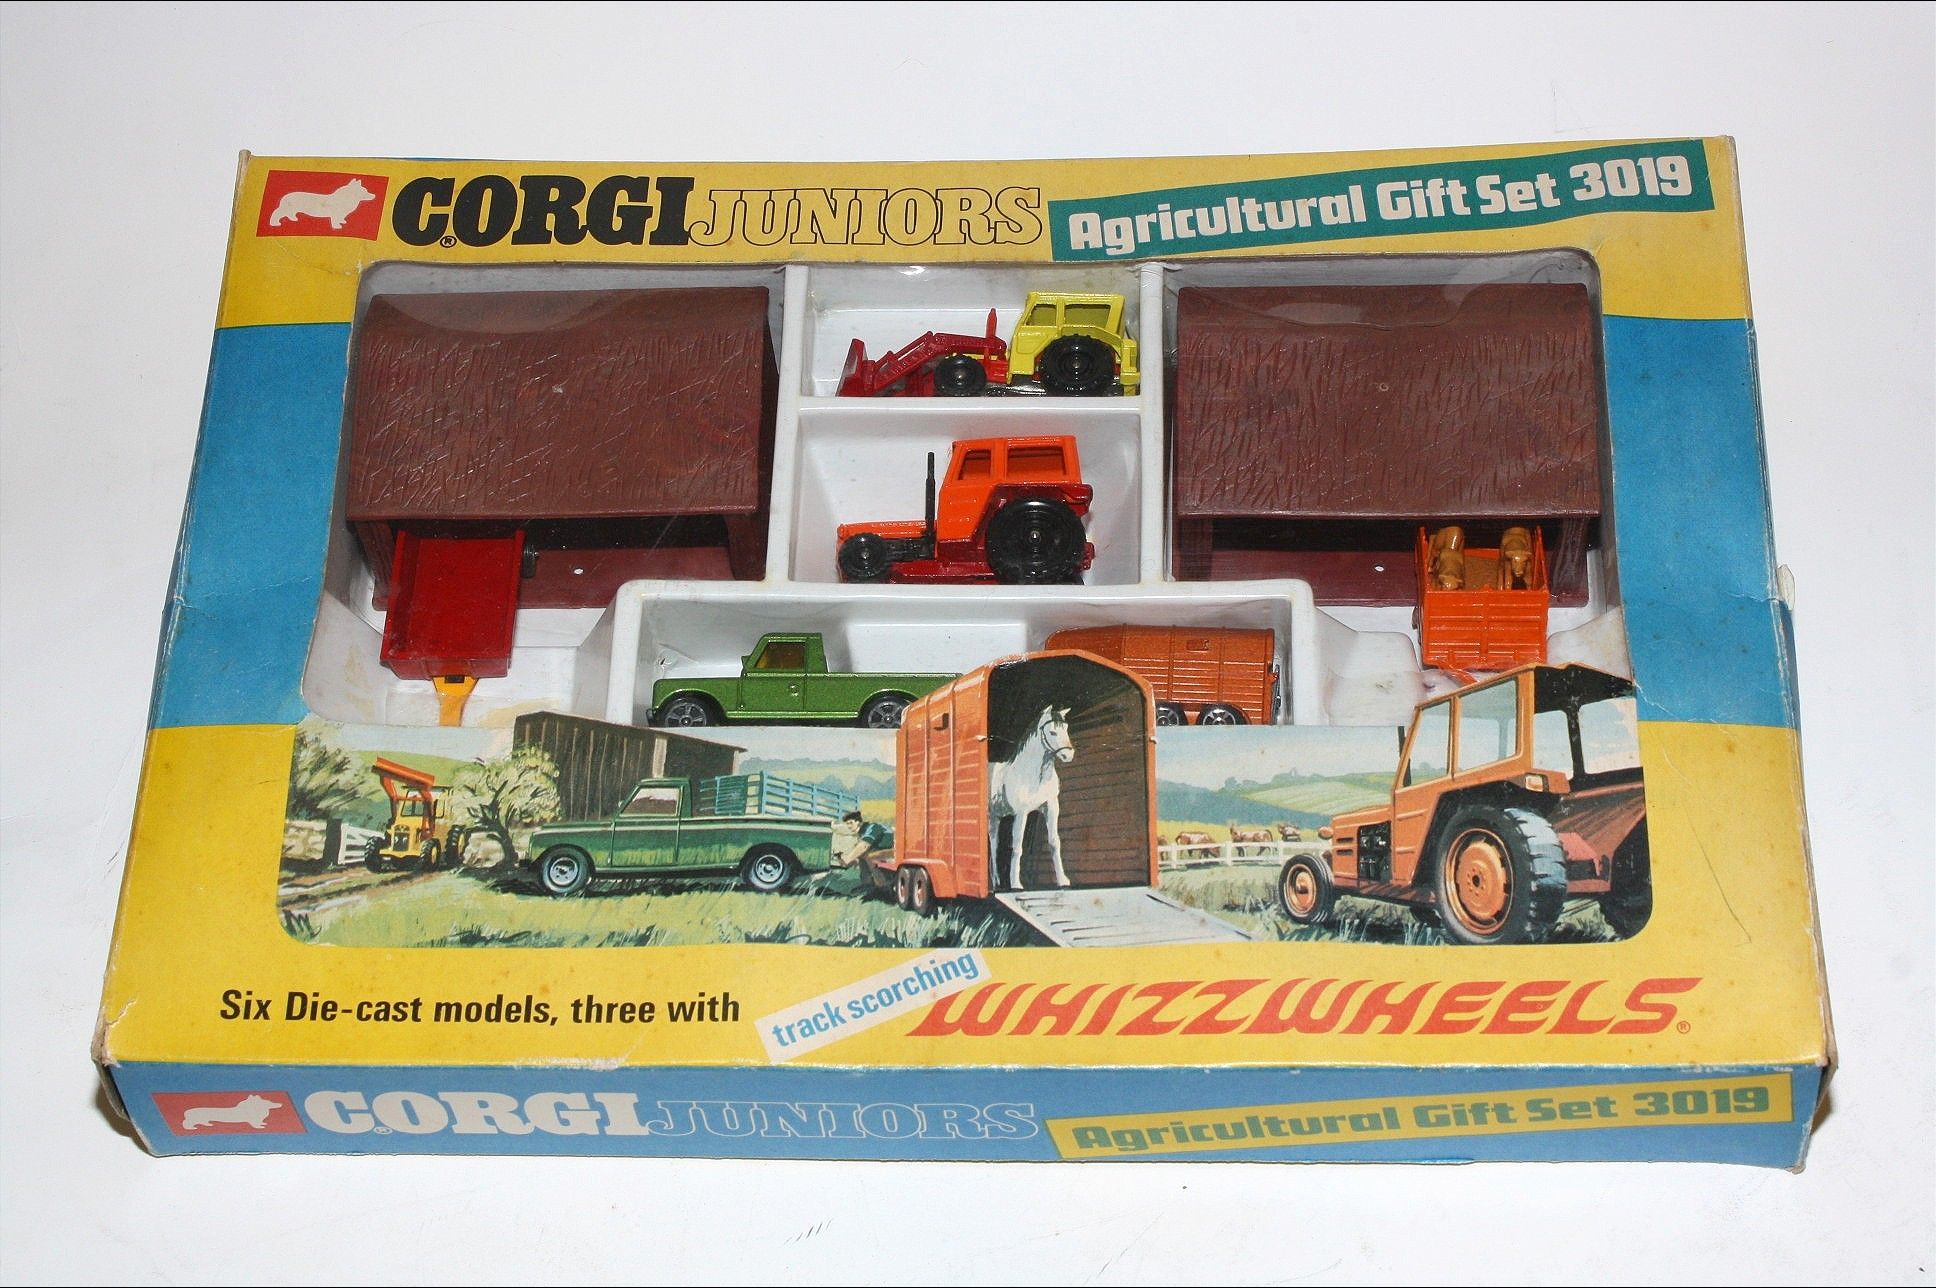 CORGI® JUNIORS Agricultural Gift Set 3019
Six Die-cast models, three with track scorching WHIZZWHEELS®
CORGI® JUNIORS Agricultural Gift Set 3019